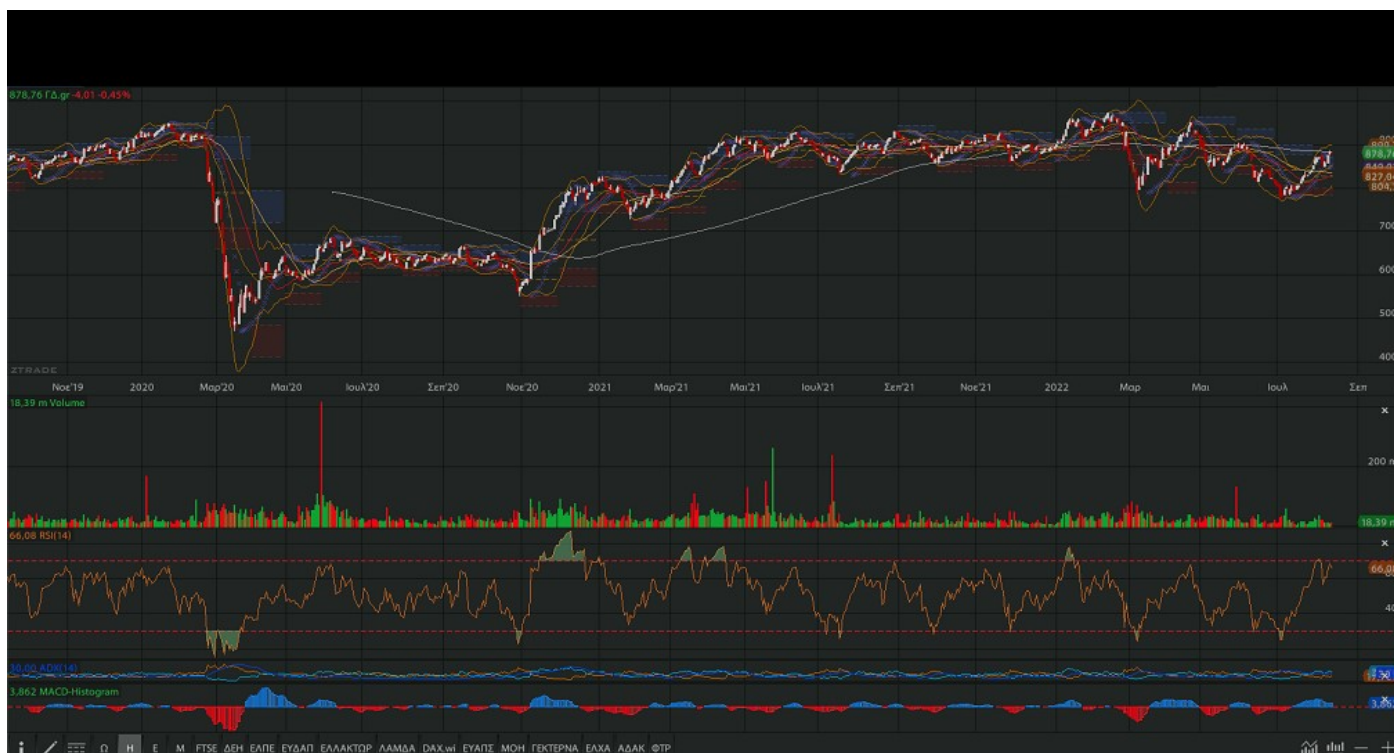 878,76 ΓΔ.gr -4,01 -0,45%
878,76
827,04
804,
700
600
500
400
ZTRADE
Νοε'19 2020 Μαρ'20 Μαι'20 Ιουλ'20 Σεπ'20 Νοε'20 2021 Μαρ'21 Μαι'21 Ιουλ'21 Σεπ'21 Νοε'21 2022 Μαρ Μαι Ιουλ Σεπ
18,39 m Volume
x
200 m
18,39 m
66,08 RSI(14)
x
66,08
40
30,00 ADX(14)
3,862 MACD-Histogram
Ω Η Ε Μ FTSE ΔΕΗ ΕΛΠΕ ΕΥΔΑΠ ΕΛΛΑΚΤΩΡ ΛΑΜΔΑ DAX.wi ΕΥΑΠΣ ΜΟΗ ΓΕΚΤΕΡΝΑ ΕΛΧΑ ΑΔΑΚ ΦΤΡ